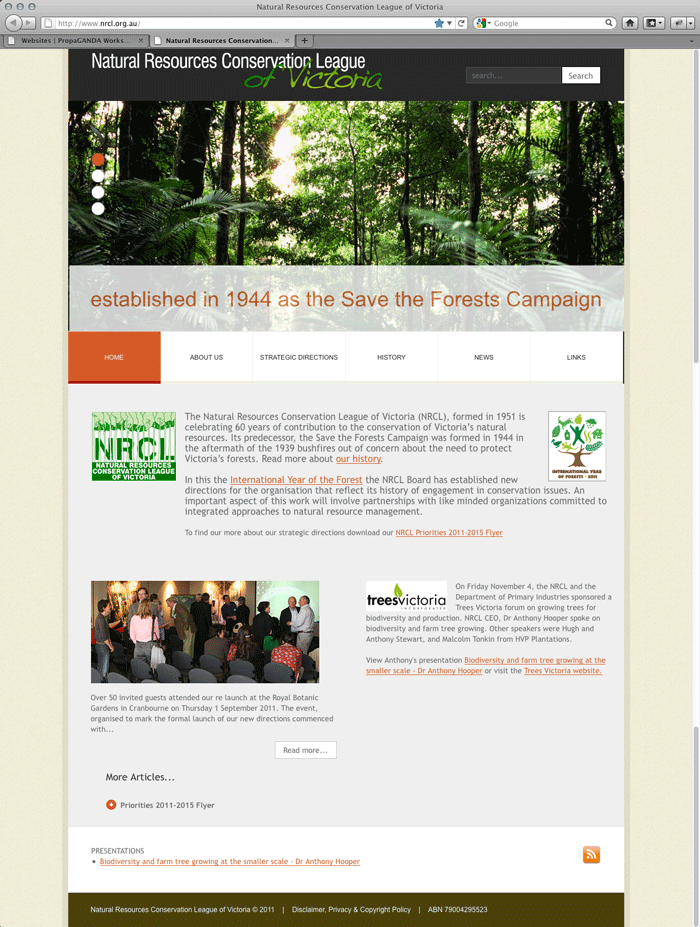 Natural Resources Conservation League of Victoria
http://www.nrcl.org.au/
Google
Websites | PropaGANDA Works...
Natural Resources Conservation...
Natural Resources Conservation League
of Victoria
search...
Search
established in 1944 as the Save the Forests Campaign
HOME
ABOUT US
STRATEGIC DIRECTIONS
HISTORY
NEWS
LINKS
NRCL
NATURAL RESOURCES
CONSERVATION LEAGUE
OF VICTORIA
The Natural Resources Conservation League of Victoria (NRCL), formed in 1951 is
celebrating 60 years of contribution to the conservation of Victoria's natural
resources. Its predecessor, the Save the Forests Campaign was formed in 1944 in
the aftermath of the 1939 bushfires out of concern about the need to protect
Victoria's forests. Read more about our history.
INTERNATIONAL YEAR
OF FORESTS • 2011
In this the International Year of the Forest the NRCL Board has established new
directions for the organisation that reflect its history of engagement in conservation issues. An
important aspect of this work will involve partnerships with like minded organizations committed to
integrated approaches to natural resource management.
To find our more about our strategic directions download our NRCL Priorities 2011-2015 Flyer
Over 50 invited guests attended our re launch at the Royal Botanic
Gardens in Cranbourne on Thursday 1 September 2011. The event,
organised to mark the formal launch of our new directions commenced
with...
Read more...
treesvictoria
INCORPORATED
On Friday November 4, the NRCL and the
Department of Primary Industries sponsored a
Trees Victoria forum on growing trees for
biodiversity and production. NRCL CEO, Dr Anthony Hooper spoke on
biodiversity and farm tree growing. Other speakers were Hugh and
Anthony Stewart, and Malcolm Tonkin from HVP Plantations.
View Anthony's presentation Biodiversity and farm tree growing at the
smaller scale - Dr Anthony Hooper or visit the Trees Victoria website.
More Articles...
Priorities 2011-2015 Flyer
PRESENTATIONS
Biodiversity and farm tree growing at the smaller scale - Dr Anthony Hooper
Natural Resources Conservation League of Victoria © 2011 | Disclaimer, Privacy & Copyright Policy | ABN 79004295523